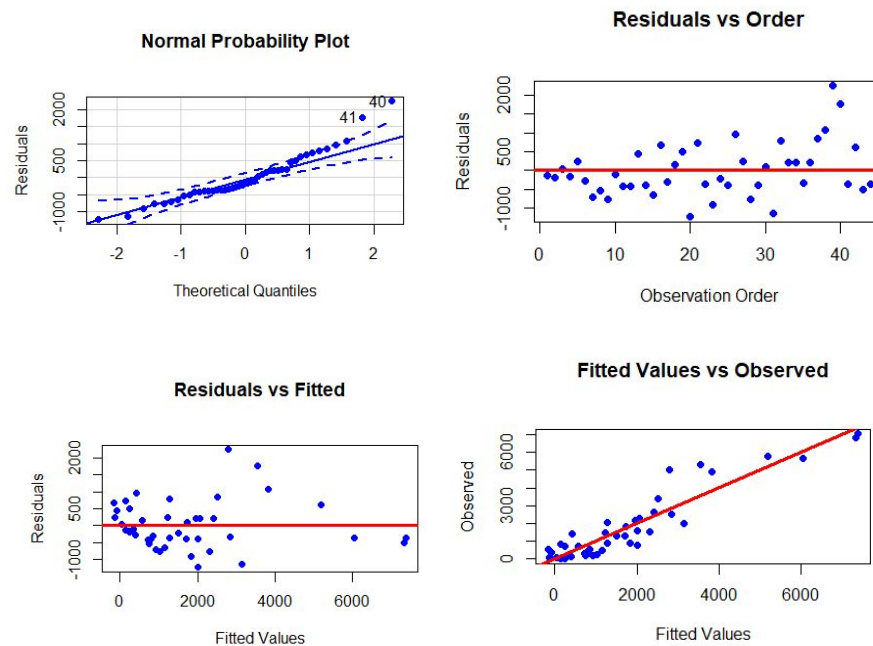 Normal Probability Plot
Residuals
-1000
500
2000
41
40
-2
-1
0
1
2
Theoretical Quantiles
Residuals vs Order
Residuals
-1000
500
2000
0
10
20
30
40
Observation Order
Residuals vs Fitted
Residuals
-1000
500
2000
0
2000
4000
6000
Fitted Values
Fitted Values vs Observed
Observed
0
3000
6000
0
2000
4000
6000
Fitted Values